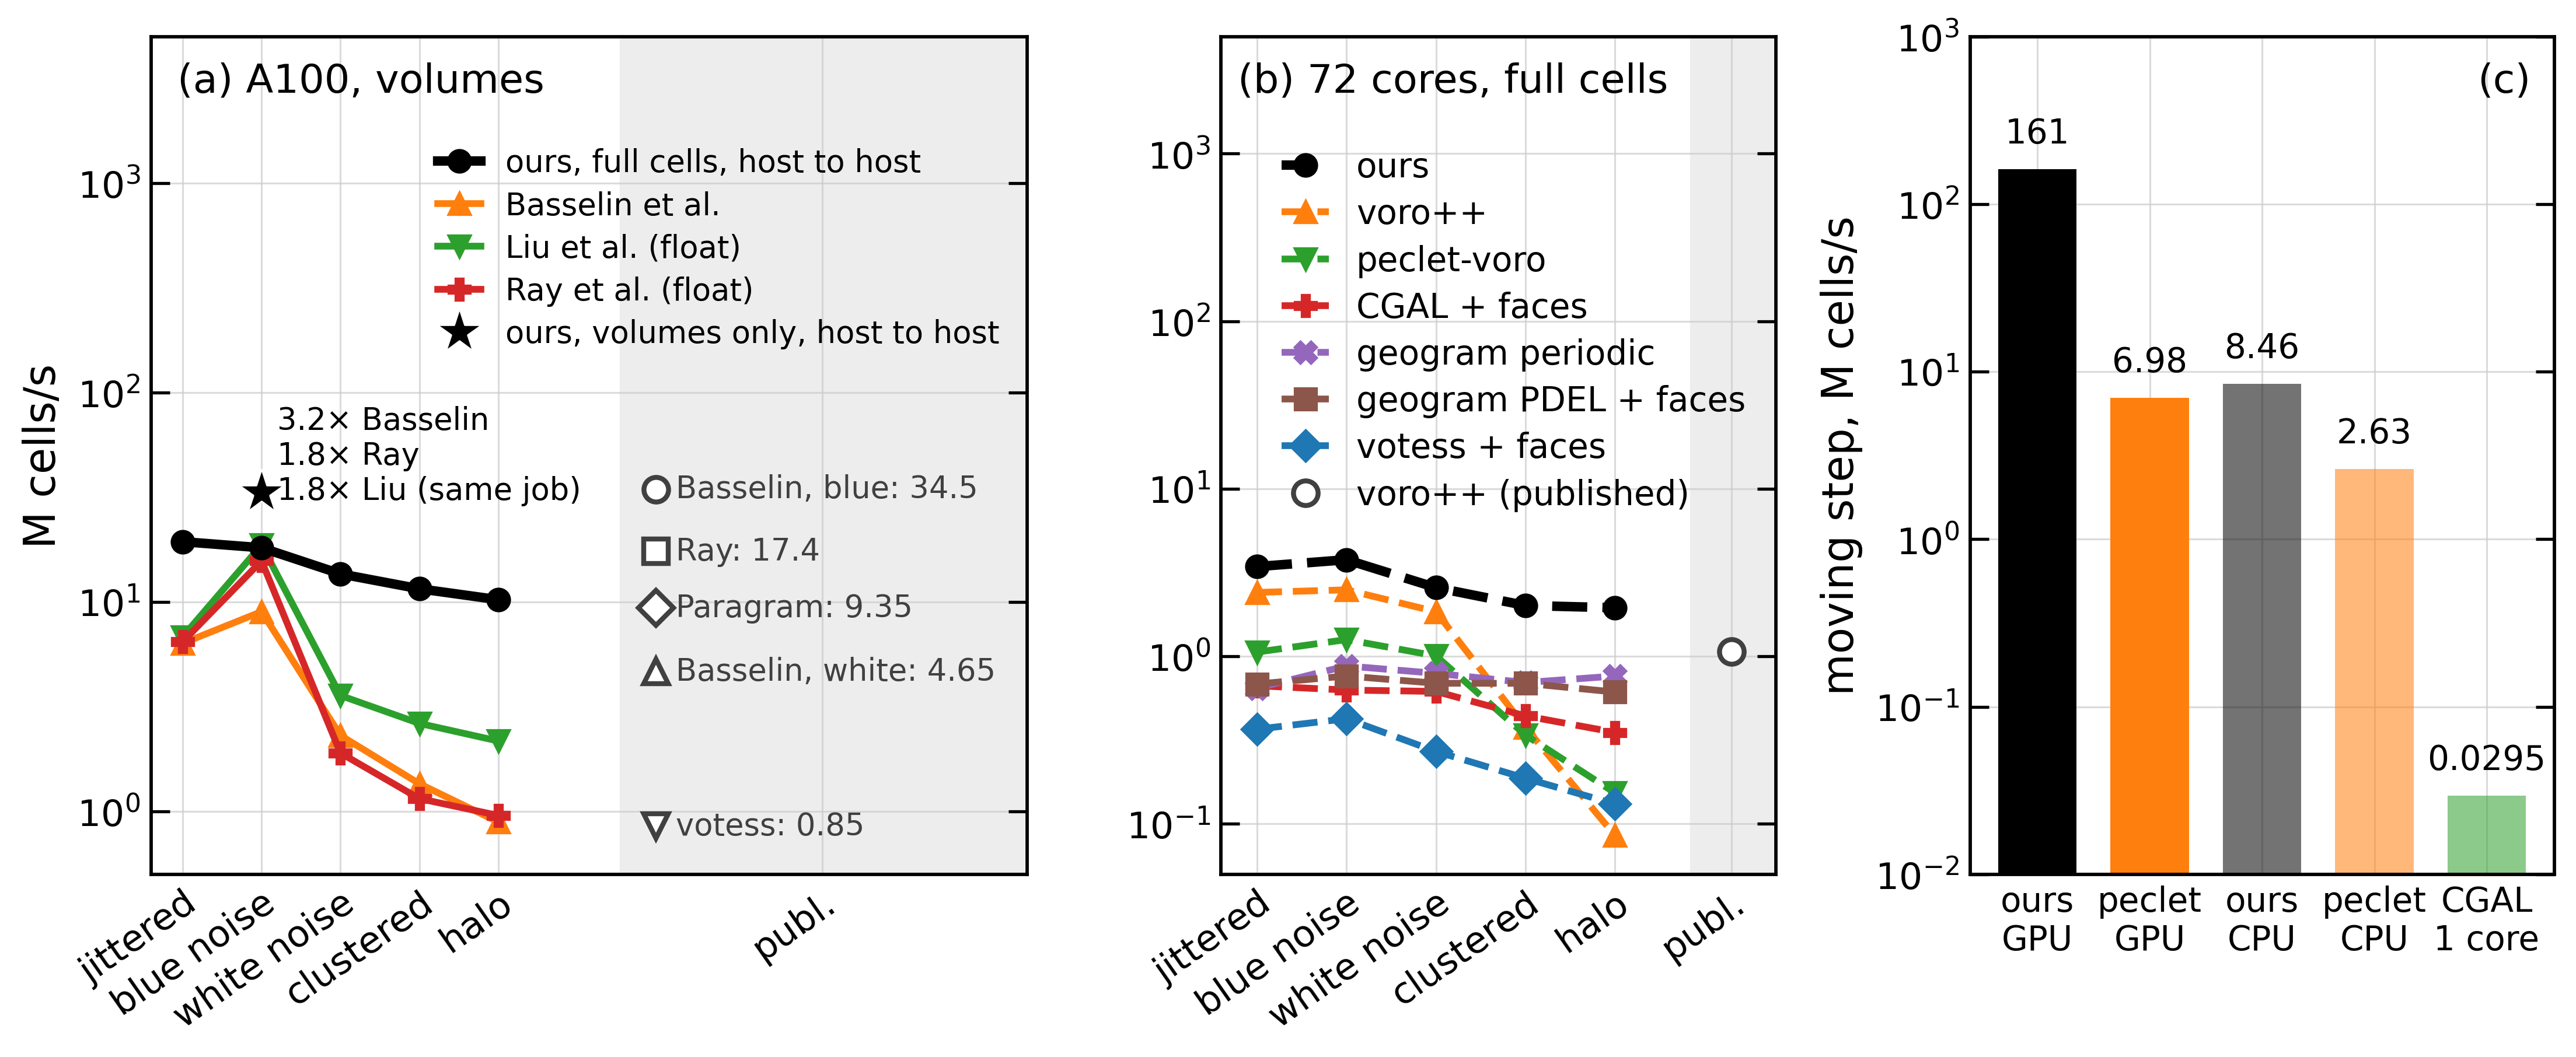 (a) A100, volumes
M cells/s
10³
10²
10¹
10⁰
ours, full cells, host to host
Basselin et al.
Liu et al. (float)
Ray et al. (float)
ours, volumes only, host to host
3.2× Basselin
1.8× Ray
1.8× Liu (same job)
Basselin, blue: 34.5
Ray: 17.4
Paragram: 9.35
Basselin, white: 4.65
votess: 0.85
jittered
blue noise
white noise
clustered
halo
publ.
(b) 72 cores, full cells
10³
10²
10¹
10⁰
10⁻¹
ours
voro++
peclet-voro
CGAL + faces
geogram periodic
geogram PDEL + faces
votess + faces
voro++ (published)
jittered
blue noise
white noise
clustered
halo
publ.
(c)
moving step, M cells/s
10³
10²
10¹
10⁰
10⁻¹
10⁻²
161
6.98
8.46
2.63
0.0295
ours GPU
peclet GPU
ours CPU
peclet CPU
CGAL 1 core